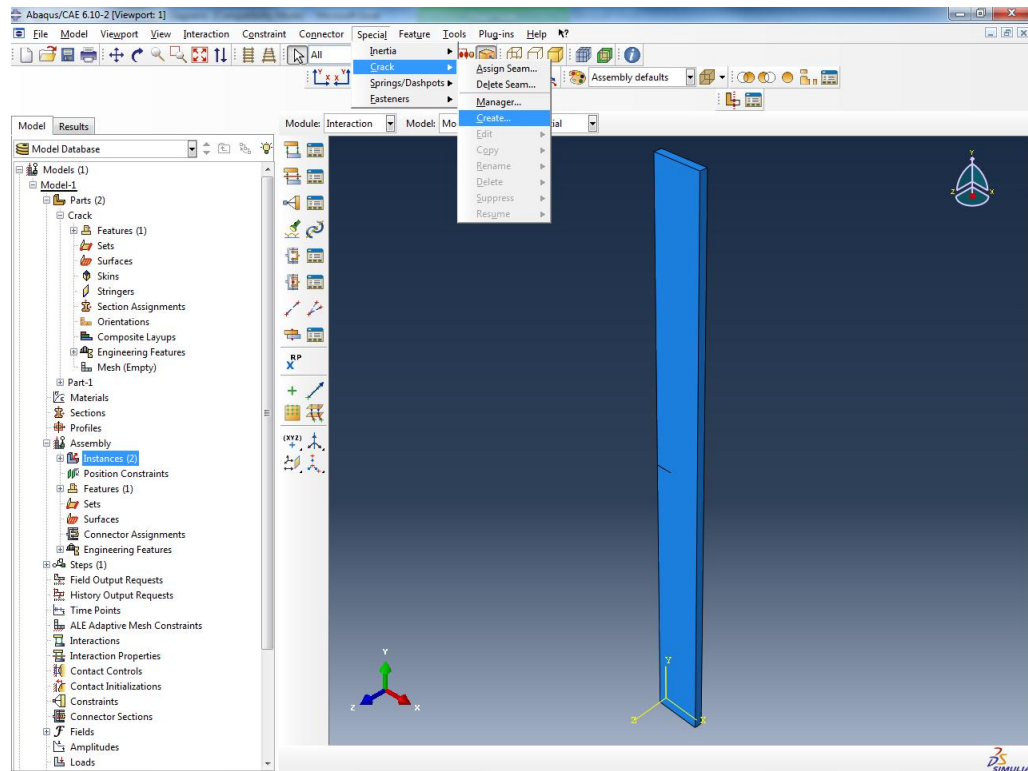 Abaqus/CAE 6.10-2 [Viewport: 1]
File Model Viewport View Interaction Constraint Connector Special Feature Tools Plug-ins Help
All
Inertia
Crack
Springs/Dashpots
Fasteners
Assign Seam...
Delete Seam...
Manager...
Create...
Edit
Copy
Rename
Delete
Suppress
Resume
Assembly defaults
Model Results
Module: Interaction Model: Mo ial
Model Database
Models (1)
Model-1
Parts (2)
Crack
Features (1)
Sets
Surfaces
Skins
Stringers
Section Assignments
Orientations
Composite Layups
Engineering Features
Mesh (Empty)
Part-1
Materials
Sections
Profiles
Assembly
Instances (2)
Position Constraints
Features (1)
Sets
Surfaces
Connector Assignments
Engineering Features
Steps (1)
Field Output Requests
History Output Requests
Time Points
ALE Adaptive Mesh Constraints
Interactions
Interaction Properties
Contact Controls
Contact Initializations
Constraints
Connector Sections
Fields
Amplitudes
Loads
RP
(XYZ)
Y
Z X
Y
Z X
Y
Z X
SIMULIA